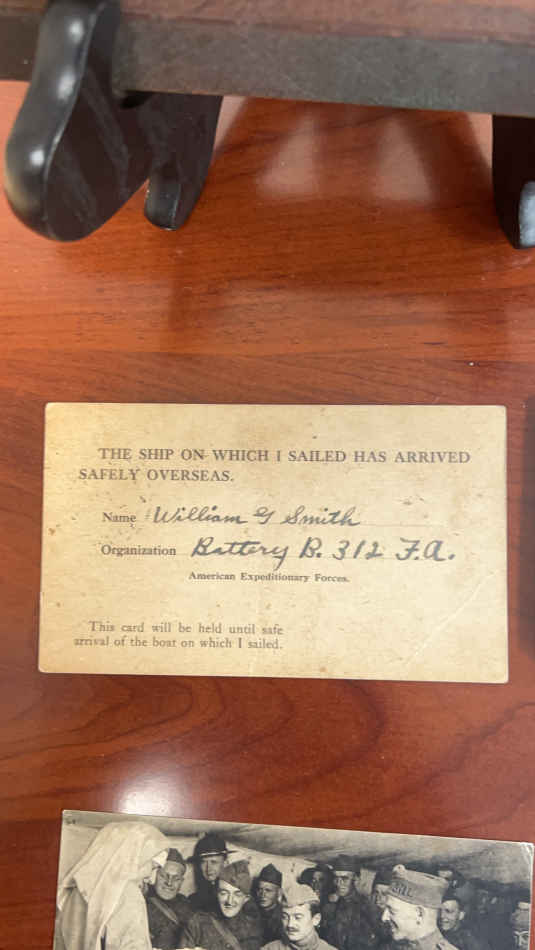 THE SHIP ON WHICH I SAILED HAS ARRIVED
SAFELY OVERSEAS.
Name William G Smith
Organization Battery B. 312 F.A.
American Expeditionary Forces.
This card will be held until safe
arrival of the boat on which I sailed.